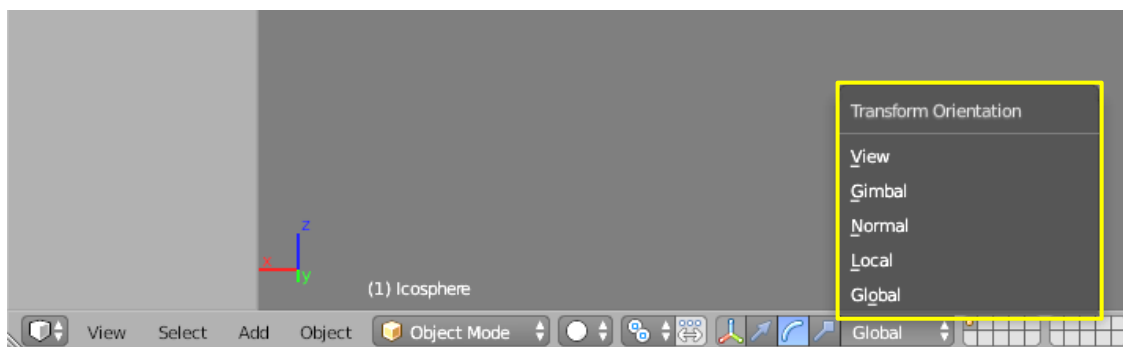 Transform Orientation
View
Gimbal
Normal
Local
Global
z
x
y
(1) Icosphere
View Select Add Object Object Mode Global